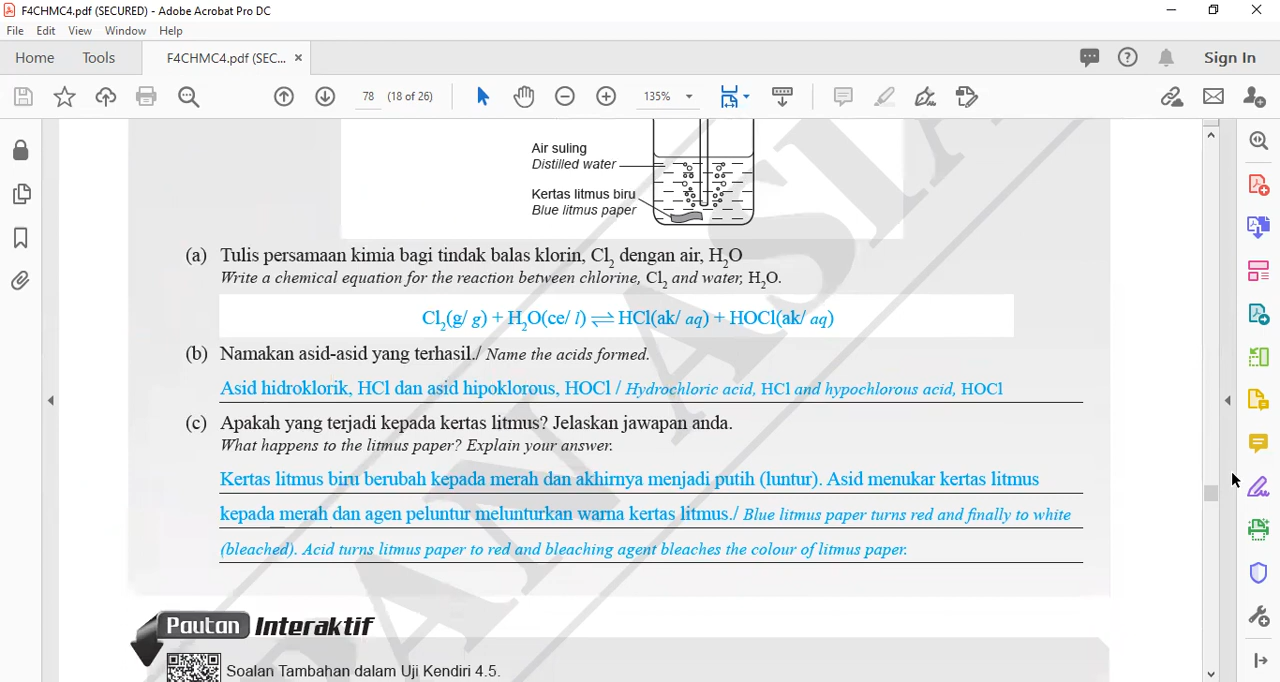 F4CHMC4.pdf (SECURED) - Adobe Acrobat Pro DC
File Edit View Window Help
Home Tools F4CHMC4.pdf (SEC... × Sign In
78 (18 of 26) 135%
Air suling
Distilled water
Kertas litmus biru
Blue litmus paper
(a) Tulis persamaan kimia bagi tindak balas klorin, Cl₂ dengan air, H₂O
Write a chemical equation for the reaction between chlorine, Cl₂ and water, H₂O.
Cl₂(g/ g) + H₂O(ce/ l) ⇌ HCl(ak/ aq) + HOCl(ak/ aq)
(b) Namakan asid-asid yang terhasil./ Name the acids formed.
Asid hidroklorik, HCl dan asid hipoklorous, HOCl / Hydrochloric acid, HCl and hypochlorous acid, HOCl
(c) Apakah yang terjadi kepada kertas litmus? Jelaskan jawapan anda.
What happens to the litmus paper? Explain your answer.
Kertas litmus biru berubah kepada merah dan akhirnya menjadi putih (luntur). Asid menukar kertas litmus
kepada merah dan agen peluntur melunturkan warna kertas litmus./ Blue litmus paper turns red and finally to white
(bleached). Acid turns litmus paper to red and bleaching agent bleaches the colour of litmus paper.
Pautan Interaktif
Soalan Tambahan dalam Uji Kendiri 4.5.
PAN ASIA